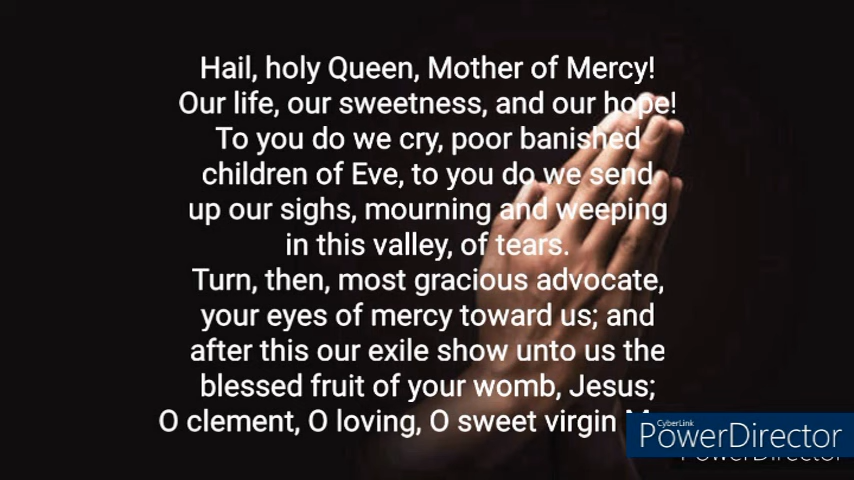 Hail, holy Queen, Mother of Mercy!
Our life, our sweetness, and our hope!
To you do we cry, poor banished
children of Eve, to you do we send
up our sighs, mourning and weeping
in this valley, of tears.
Turn, then, most gracious advocate,
your eyes of mercy toward us; and
after this our exile show unto us the
blessed fruit of your womb, Jesus;
O clement, O loving, O sweet virgin
CyberLink
PowerDirector
PowerDirector